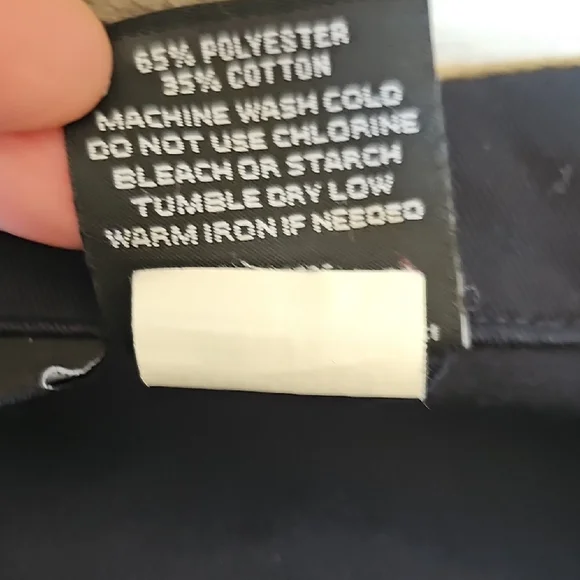 65% POLYESTER
35% COTTON
MACHINE WASH COLD
DO NOT USE CHLORINE
BLEACH OR STARCH
TUMBLE DRY LOW
WARM IRON IF NEEDED